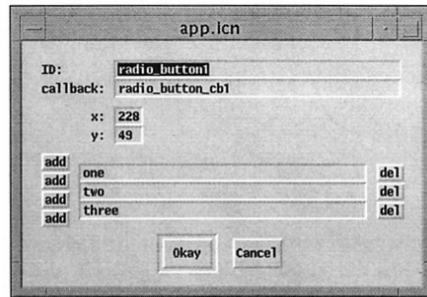 app.icn
ID: radio_button1
callback: radio_button_cb1
x: 228
y: 49
add
add one del
add two del
add three del
Okay Cancel